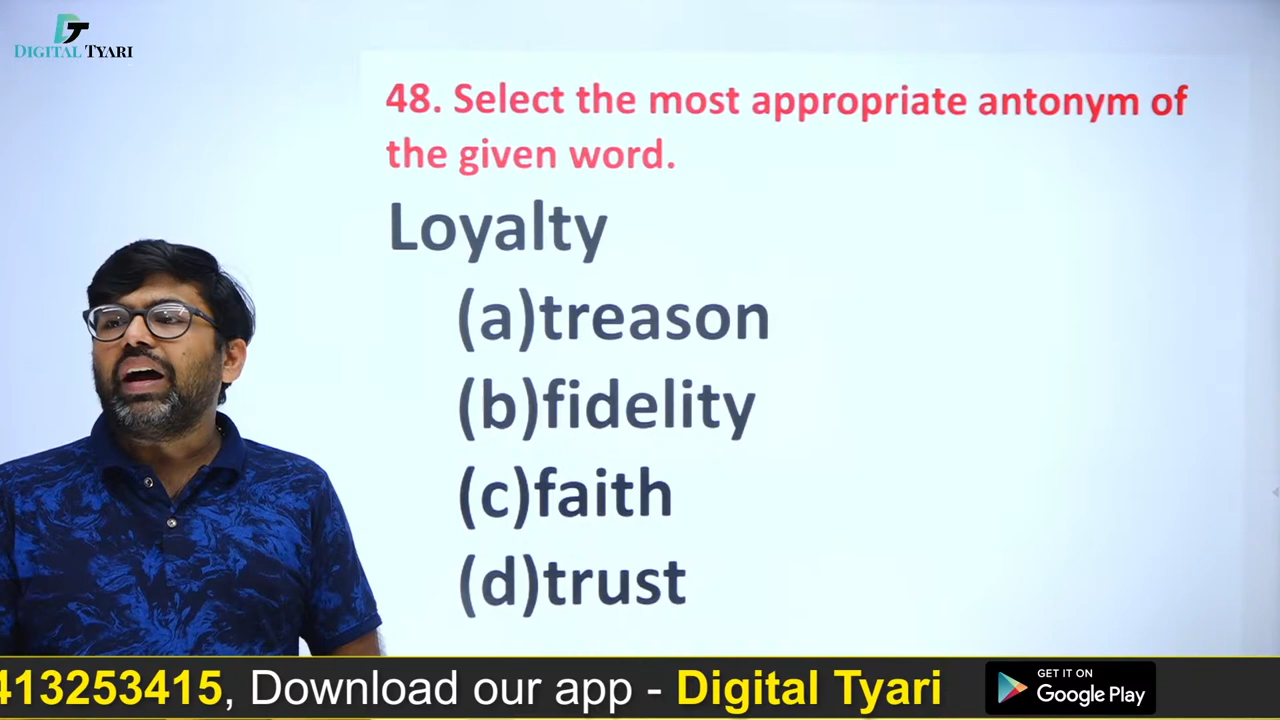 DT
DIGITAL TYARI
48. Select the most appropriate antonym of
the given word.
Loyalty
(a)treason
(b)fidelity
(c)faith
(d)trust
413253415, Download our app - Digital Tyari
GET IT ON
Google Play